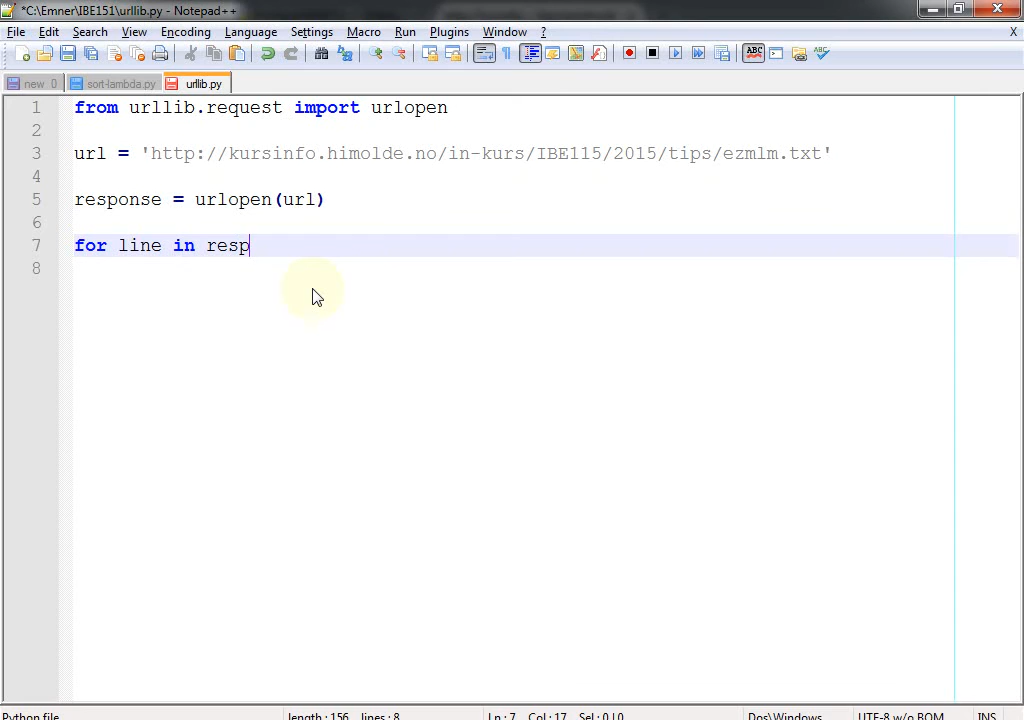 *C:\Emner\IBE151\urllib.py - Notepad++
File Edit Search View Encoding Language Settings Macro Run Plugins Window ? X
new 0 sort-lambda.py urllib.py
1 from urllib.request import urlopen
2
3 url = 'http://kursinfo.himolde.no/in-kurs/IBE115/2015/tips/ezmlm.txt'
4
5 response = urlopen(url)
6
7 for line in resp
8
Python file length : 156 lines : 8 Ln : 7 Col : 17 Sel : 0 | 0 Dos\Windows UTF-8 w/o BOM INS